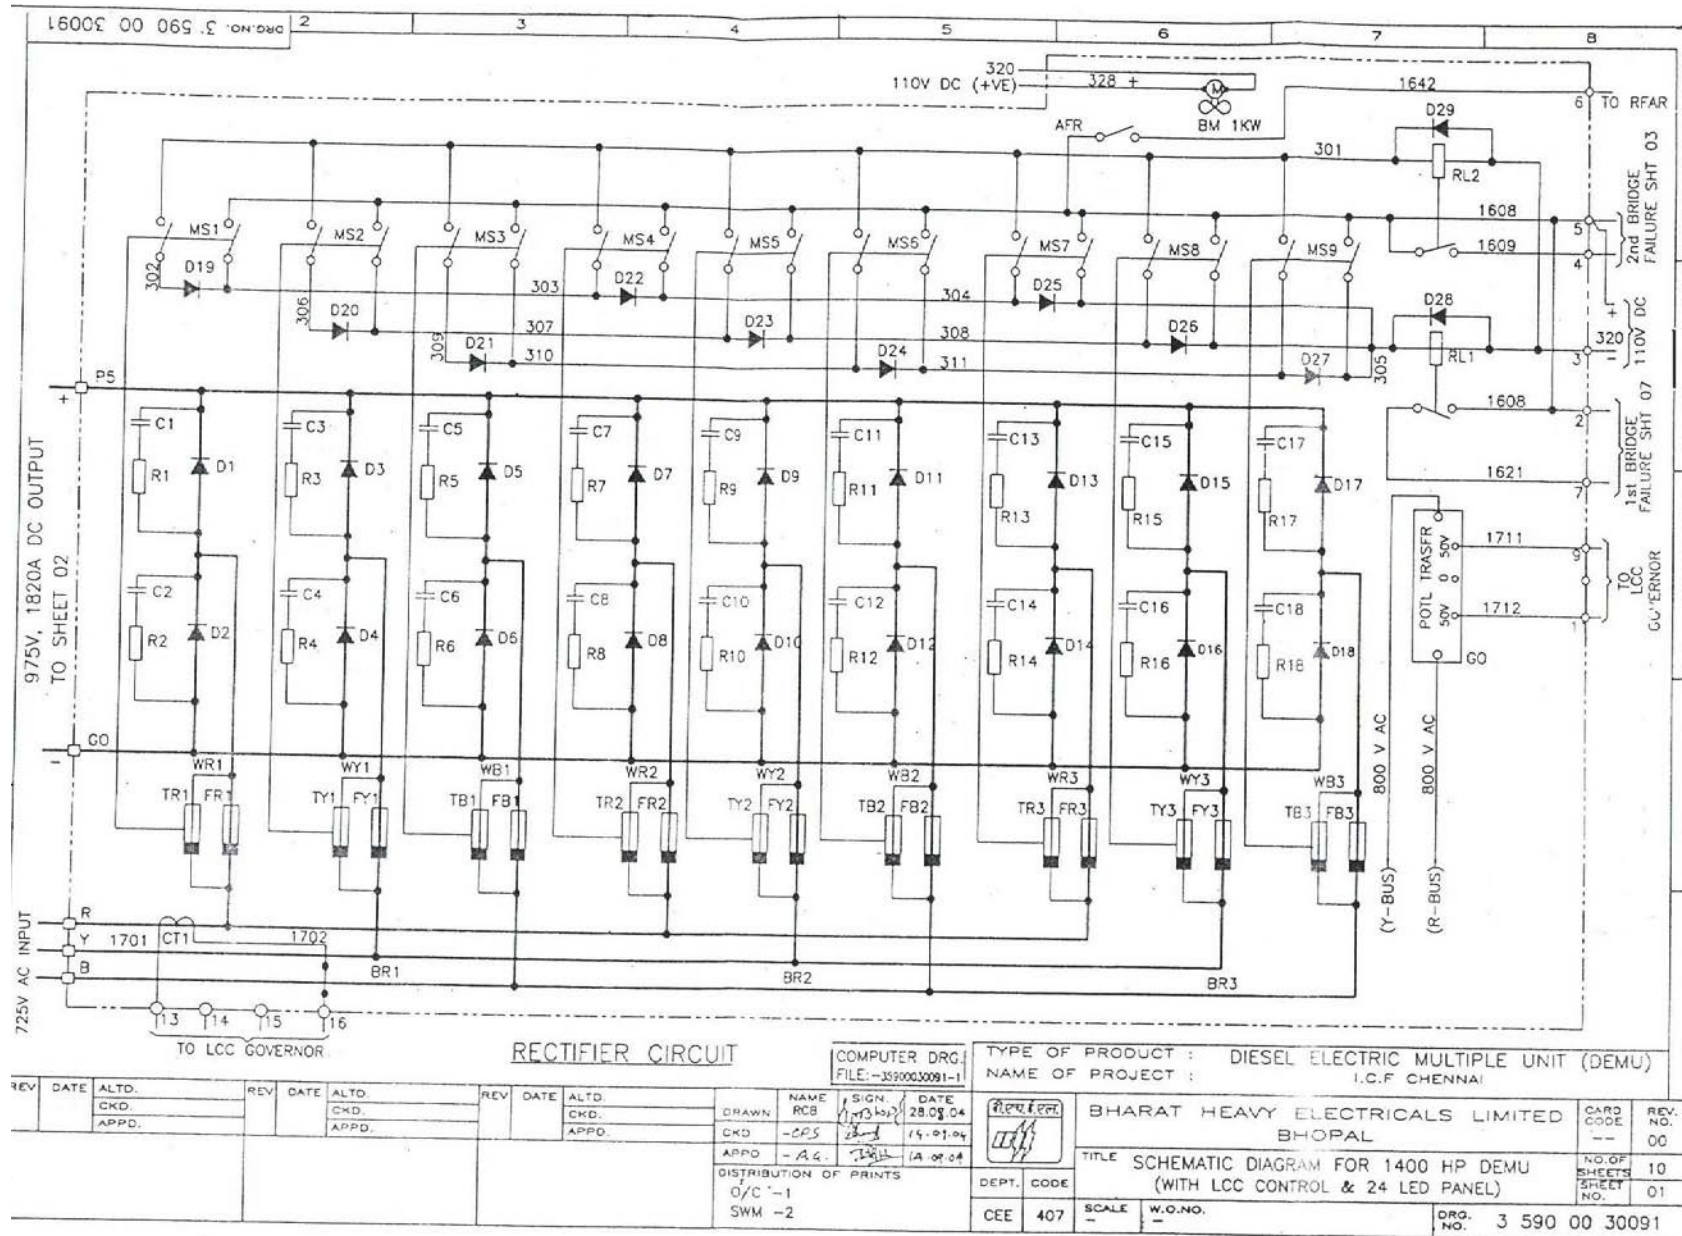 DRG.NO. 3 590 00 30091
2 3 4 5 6 7 8
110V DC (+VE)
320
328 +
M
BM 1KW
1642
6 TO RFAR
AFR
D29
301
RL2
2nd BRIDGE
FAILURE SHT 03
1608
5
1609
4
MS1 MS2 MS3 MS4 MS5 MS6 MS7 MS8 MS9
302 D19 303 D22 304 D25
306 D20 307 D23 308 D26
309 D21 310 D24 311 D27 305
D28
RL1
+
320
3 -
110V DC
1608
2
1621
7
1st BRIDGE
FAILURE SHT 07
P5
+
975V, 1820A DC OUTPUT
TO SHEET 02
C1 C3 C5 C7 C9 C11 C13 C15 C17
D1 D3 D5 D7 D9 D11 D13 D15 D17
R1 R3 R5 R7 R9 R11 R13 R15 R17
C2 C4 C6 C8 C10 C12 C14 C16 C18
D2 D4 D6 D8 D10 D12 D14 D16 D18
R2 R4 R6 R8 R10 R12 R14 R16 R18
POTL TRASFR
50V 0 50V
GO
1711
9
1712
1
TO
LCC
GOVERNOR
GO
-
WR1 WY1 WB1 WR2 WY2 WB2 WR3 WY3 WB3
TR1 FR1 TY1 FY1 TB1 FB1 TR2 FR2 TY2 FY2 TB2 FB2 TR3 FR3 TY3 FY3 TB3 FB3
800 V AC
(Y-BUS)
800 V AC
(R-BUS)
725V AC INPUT
R
Y
B
1701 CT1 1702
BR1 BR2 BR3
13 14 15 16
TO LCC GOVERNOR
RECTIFIER CIRCUIT
COMPUTER DRG.
FILE:-35900030091-1
TYPE OF PRODUCT : DIESEL ELECTRIC MULTIPLE UNIT (DEMU)
NAME OF PROJECT : I.C.F CHENNAI
REV DATE ALTD. REV DATE ALTD. REV DATE ALTD.
CKD. CKD. CKD.
APPD. APPD. APPD.
NAME SIGN. DATE
DRAWN RCB 28.08.04
CKD -CPS
APPD -A.G.
DISTRIBUTION OF PRINTS
O/C -1
SWM -2
बी.एच.ई.एल.
BHARAT HEAVY ELECTRICALS LIMITED
BHOPAL
CARD CODE --
REV. NO. 00
TITLE SCHEMATIC DIAGRAM FOR 1400 HP DEMU
(WITH LCC CONTROL & 24 LED PANEL)
NO.OF SHEETS 10
SHEET NO. 01
DEPT. CODE
CEE 407
SCALE -
W.O.NO. -
DRG. NO. 3 590 00 30091